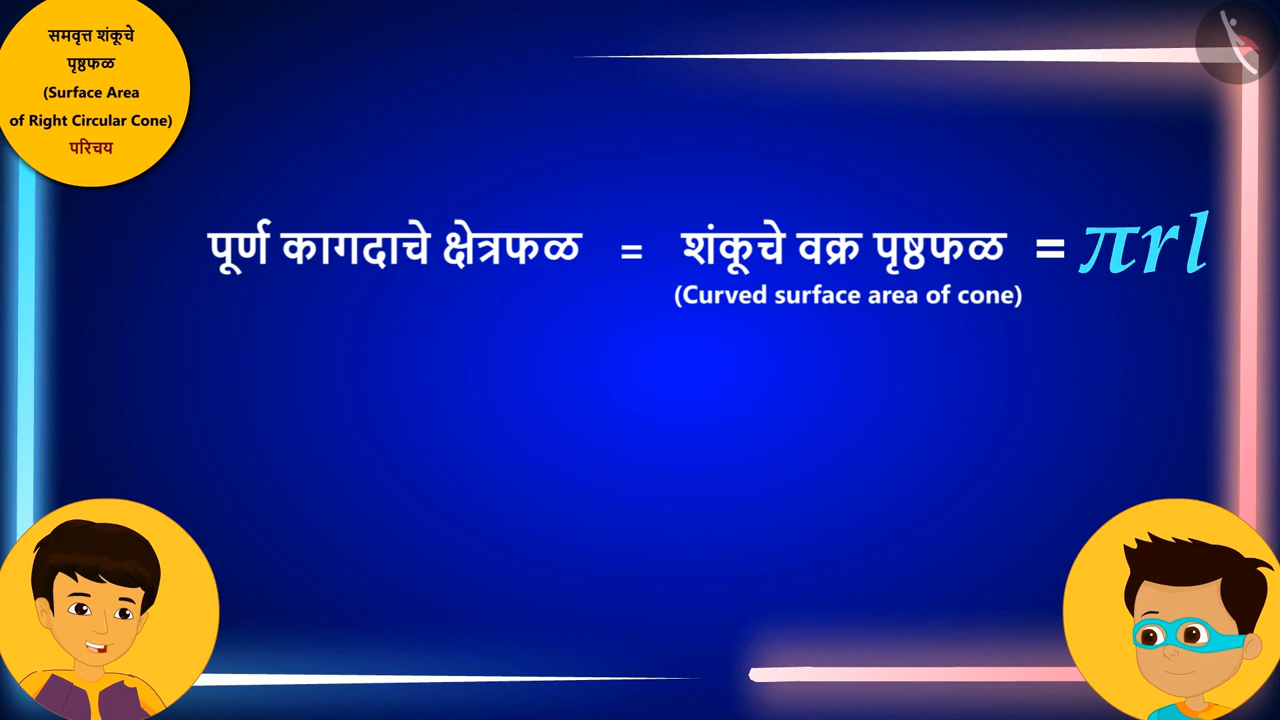 समवृत्त शंकूचे
पृष्ठफळ
(Surface Area
of Right Circular Cone)
परिचय
पूर्ण कागदाचे क्षेत्रफळ = शंकूचे वक्र पृष्ठफळ = πrl
(Curved surface area of cone)